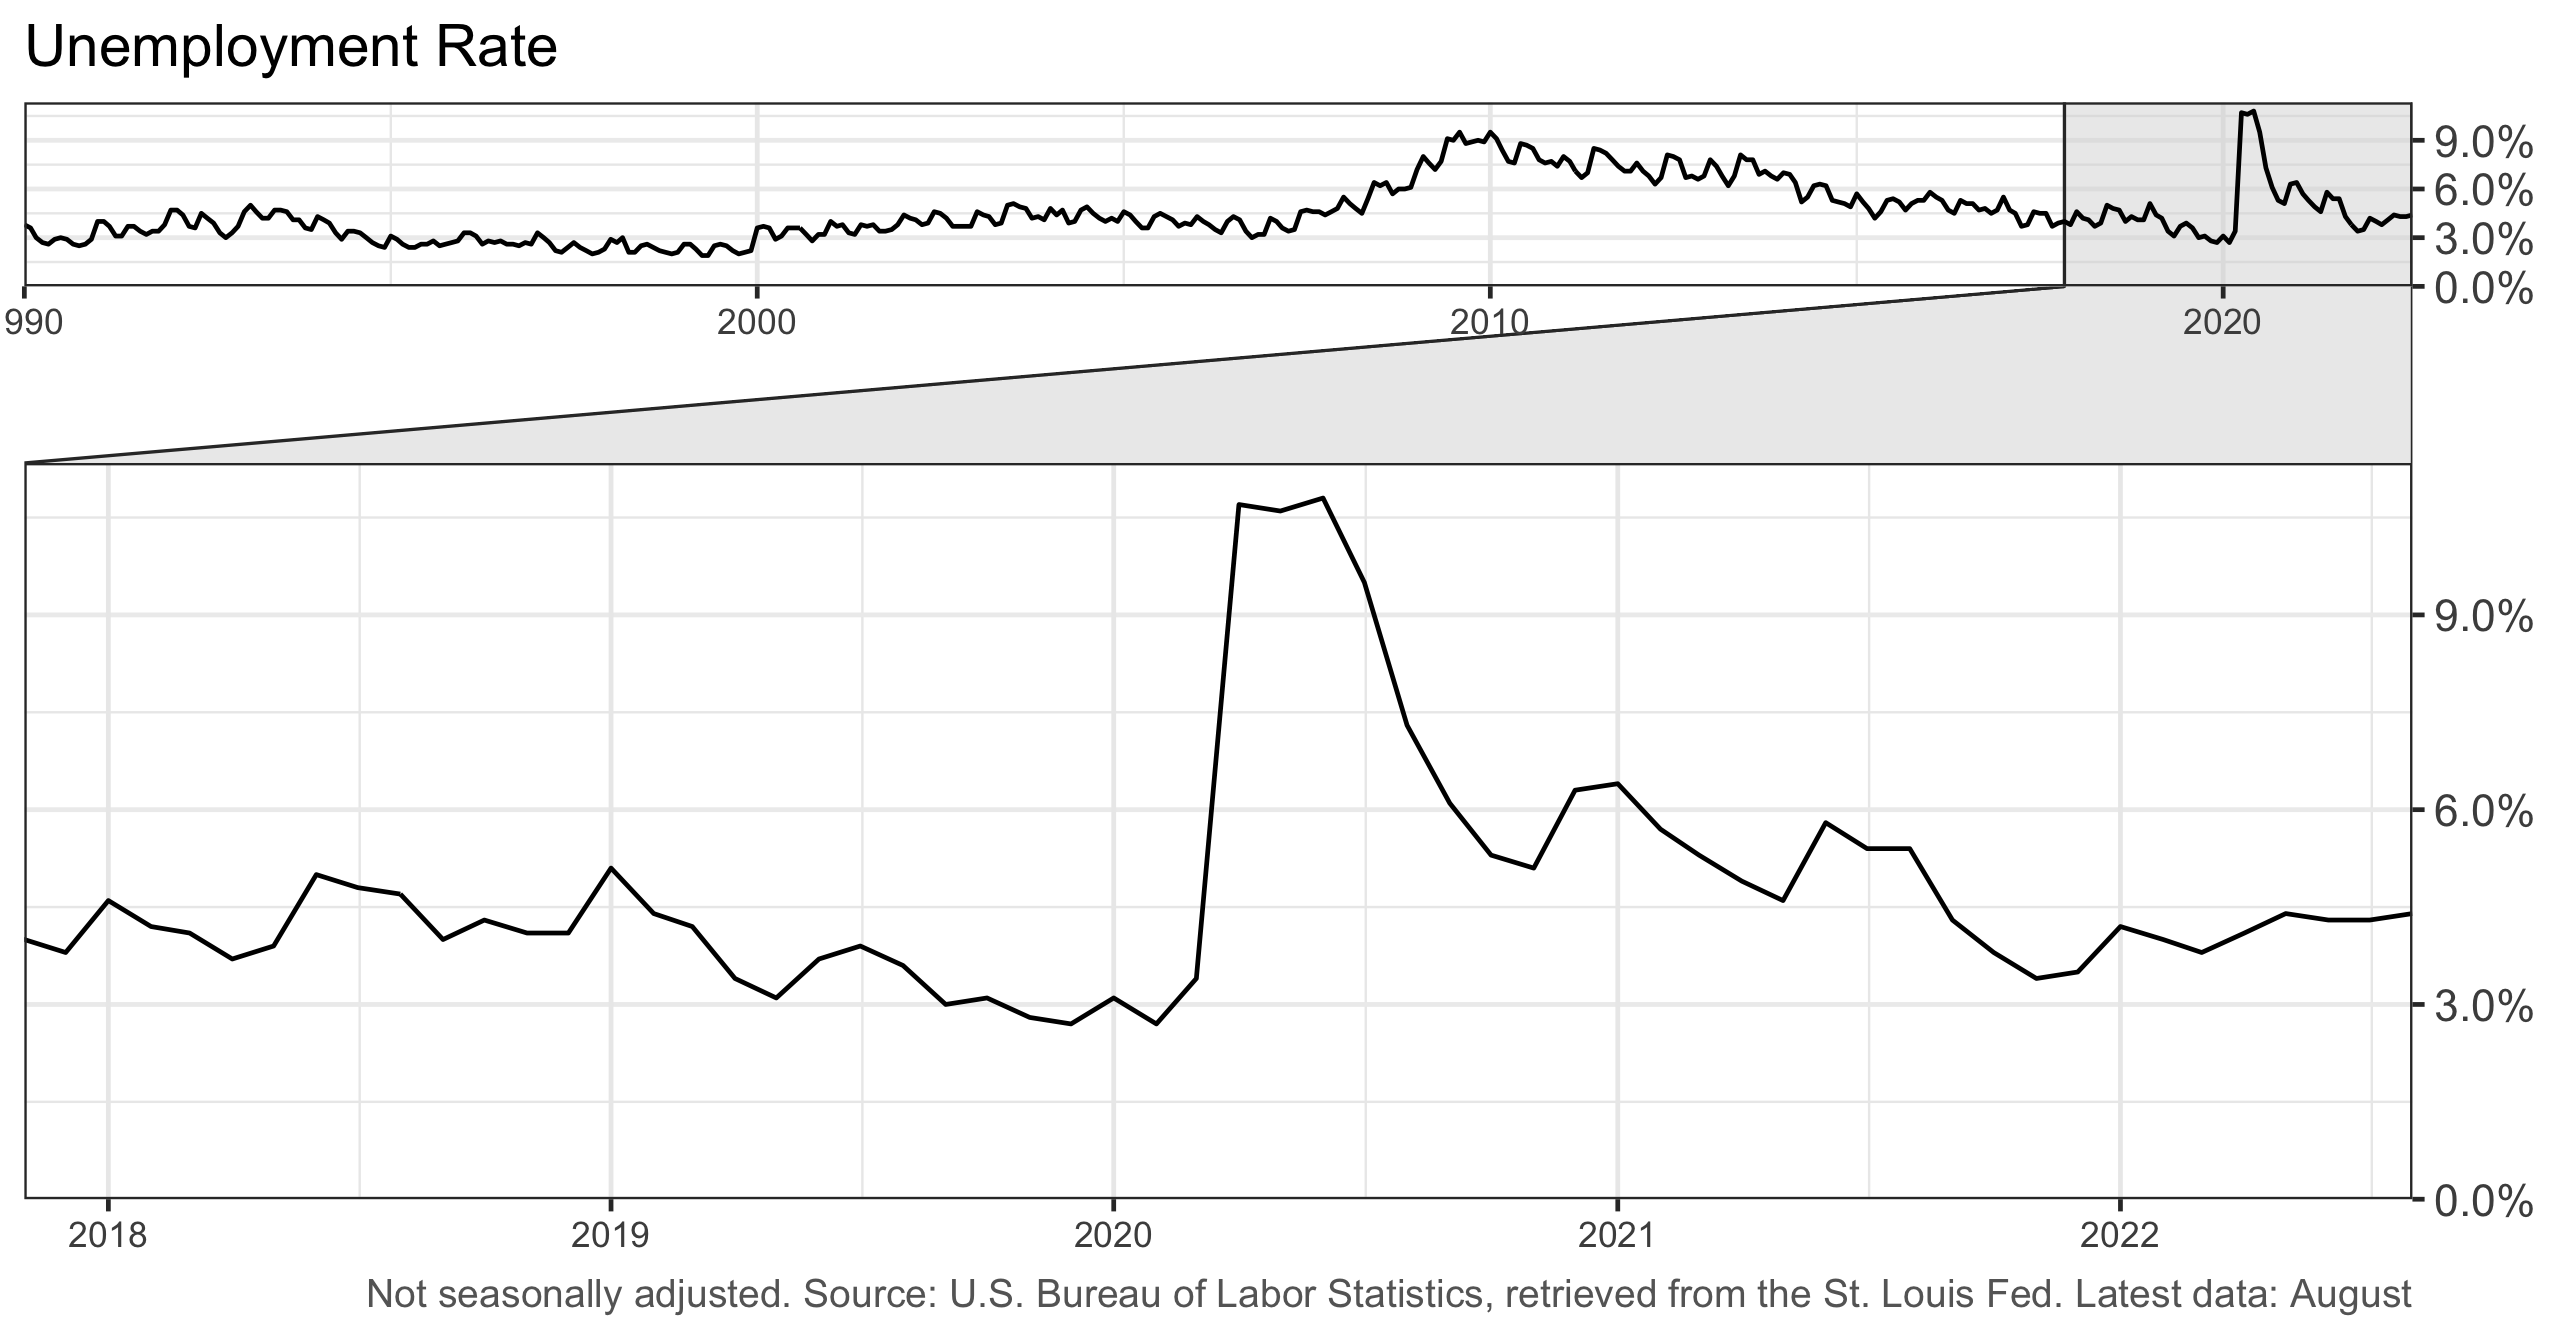 Unemployment Rate
9.0%
6.0%
3.0%
0.0%
990 2000 2010 2020
9.0%
6.0%
3.0%
0.0%
2018 2019 2020 2021 2022
Not seasonally adjusted. Source: U.S. Bureau of Labor Statistics, retrieved from the St. Louis Fed. Latest data: August